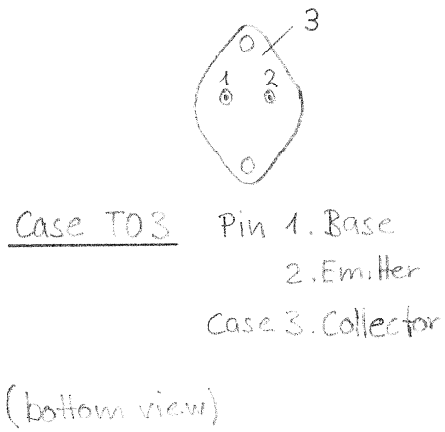 3
1 2
Case TO3 Pin 1. Base
2. Emitter
Case 3. Collector
(bottom view)